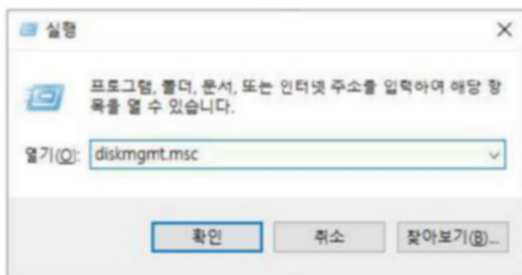 실행
프로그램, 폴더, 문서, 또는 인터넷 주소를 입력하여 해당 항
목을 열 수 있습니다.
열기(O): diskmgmt.msc
확인 취소 찾아보기(B)...